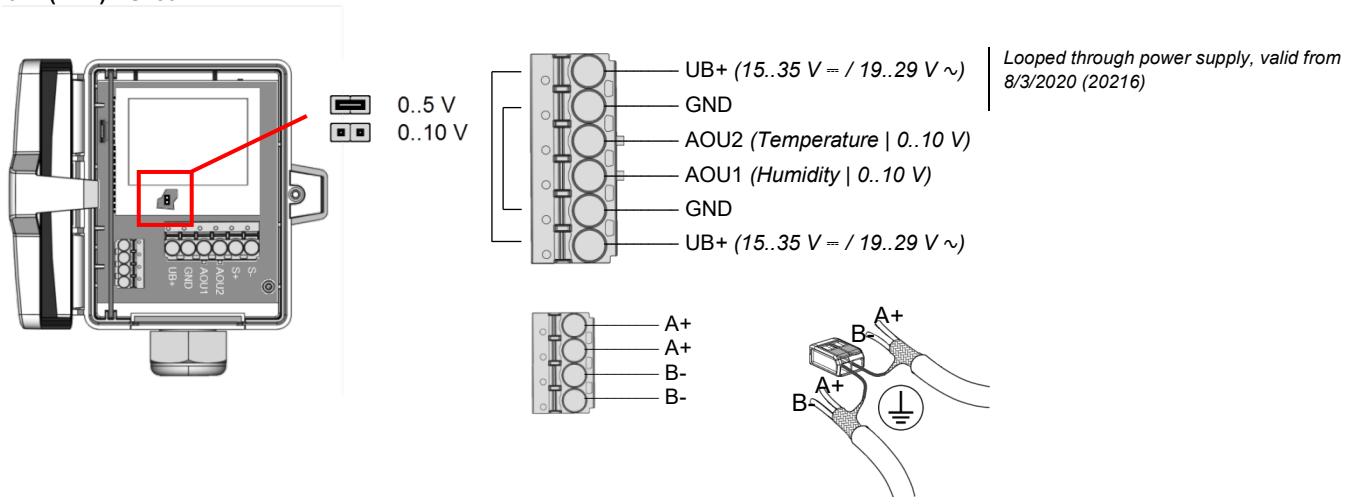 0..5 V
0..10 V
UB+ (15..35 V ⎓ / 19..29 V ∿)
GND
AOU2 (Temperature | 0..10 V)
AOU1 (Humidity | 0..10 V)
GND
UB+ (15..35 V ⎓ / 19..29 V ∿)
Looped through power supply, valid from
8/3/2020 (20216)
UB+
GND
AOU1
AOU2
S+
S-
A+
A+
B-
B-
A+
B-
A+
B-